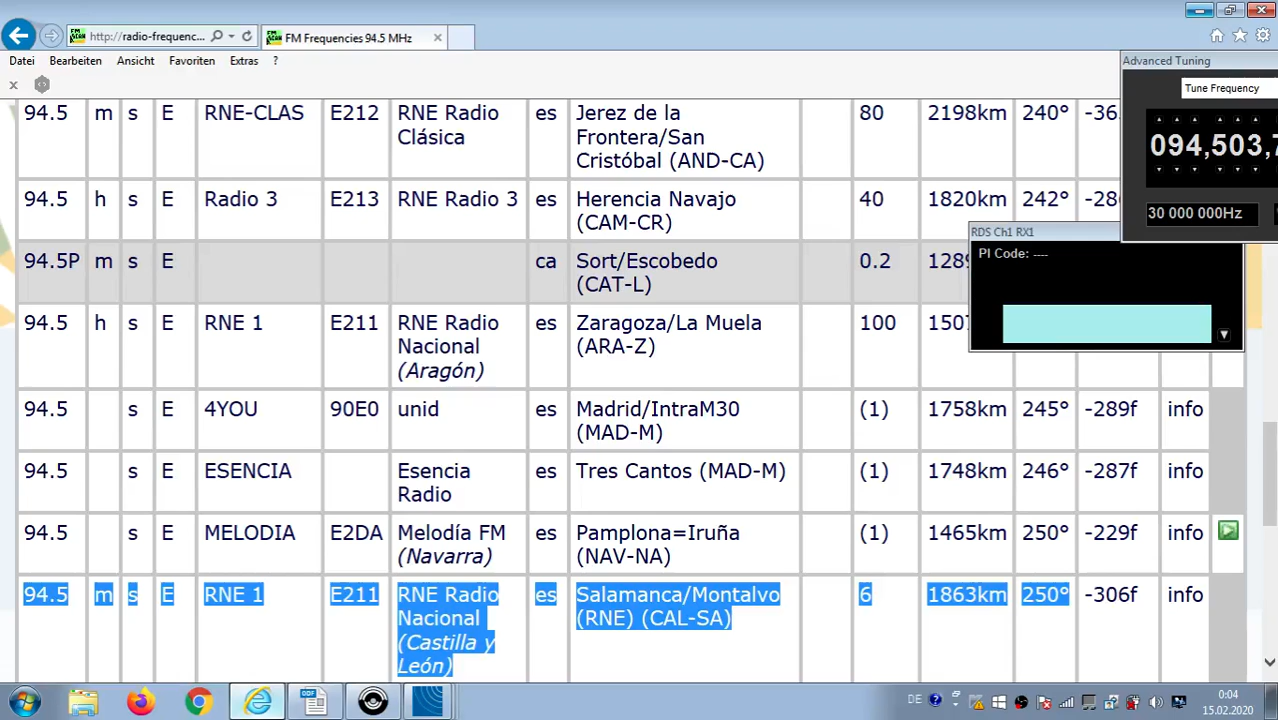 http://radio-frequenc...
FM Frequencies 94.5 MHz
Datei Bearbeiten Ansicht Favoriten Extras ?
Advanced Tuning
Tune Frequency
094,503,7
30 000 000Hz
RDS Ch1 RX1
PI Code: ----
94.5 m s E RNE-CLAS E212 RNE Radio es Jerez de la 80 2198km 240°
Clásica Frontera/San
Cristóbal (AND-CA)
94.5 h s E Radio 3 E213 RNE Radio 3 es Herencia Navajo 40 1820km 242°
(CAM-CR)
94.5P m s E ca Sort/Escobedo 0.2
(CAT-L)
94.5 h s E RNE 1 E211 RNE Radio es Zaragoza/La Muela 100
Nacional (ARA-Z)
(Aragón)
94.5 s E 4YOU 90E0 unid es Madrid/IntraM30 (1) 1758km 245° -289f info
(MAD-M)
94.5 s E ESENCIA Esencia es Tres Cantos (MAD-M) (1) 1748km 246° -287f info
Radio
94.5 s E MELODIA E2DA Melodía FM es Pamplona=Iruña (1) 1465km 250° -229f info
(Navarra) (NAV-NA)
94.5 m s E RNE 1 E211 RNE Radio es Salamanca/Montalvo 6 1863km 250° -306f info
Nacional (RNE) (CAL-SA)
(Castilla y
León)
DE
0:04
15.02.2020